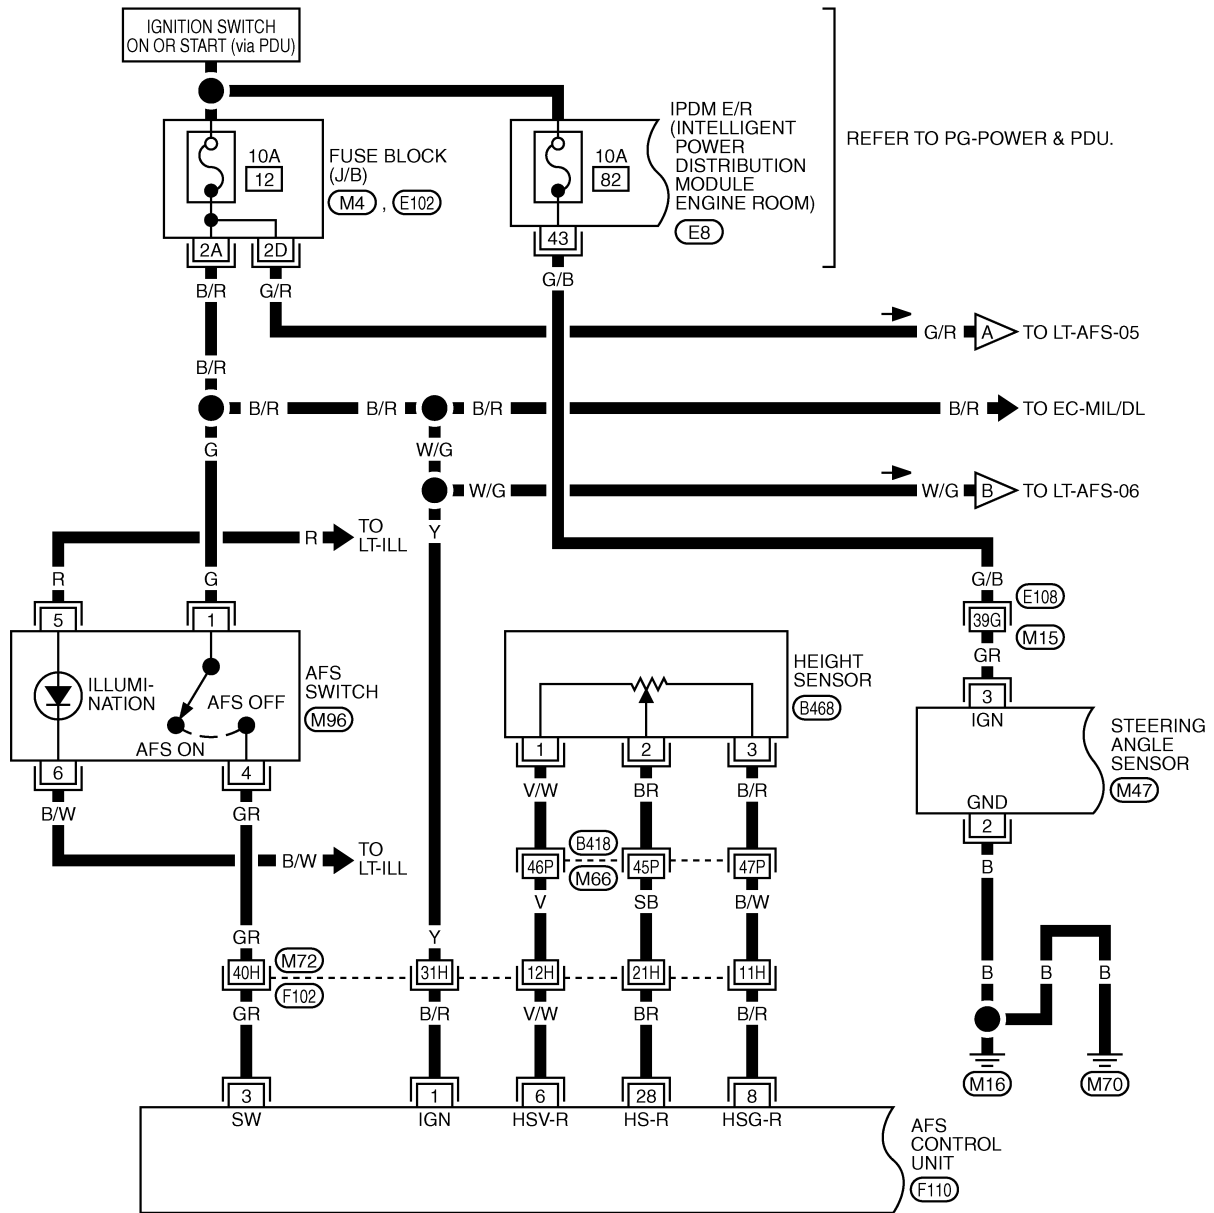 IGNITION SWITCH
ON OR START (via PDU)
10A
12
FUSE BLOCK
(J/B)
M4 , E102
10A
82
IPDM E/R
(INTELLIGENT
POWER
DISTRIBUTION
MODULE
ENGINE ROOM)
E8
REFER TO PG-POWER & PDU.
2A
2D
43
B/R
G/R
G/B
G/R
A
TO LT-AFS-05
B/R
B/R
B/R
B/R
B/R
TO EC-MIL/DL
G
W/G
W/G
W/G
B
TO LT-AFS-06
Y
R
TO
LT-ILL
R
G
G/B
E108
39G
M15
GR
5
1
ILLUMI-
NATION
AFS OFF
AFS ON
AFS
SWITCH
M96
6
4
HEIGHT
SENSOR
B468
1
2
3
3
IGN
STEERING
ANGLE
SENSOR
M47
GND
2
B/W
GR
V/W
BR
B/R
B
B/W
TO
LT-ILL
46P
B418
M66
45P
47P
V
SB
B/W
GR
Y
40H
M72
F102
31H
12H
21H
11H
B
B
B
GR
B/R
V/W
BR
B/R
M16
M70
3
1
6
28
8
SW
IGN
HSV-R
HS-R
HSG-R
AFS
CONTROL
UNIT
F110